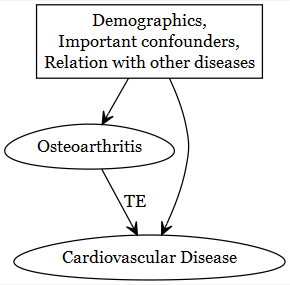 Demographics,
Important confounders,
Relation with other diseases
Osteoarthritis
TE
Cardiovascular Disease